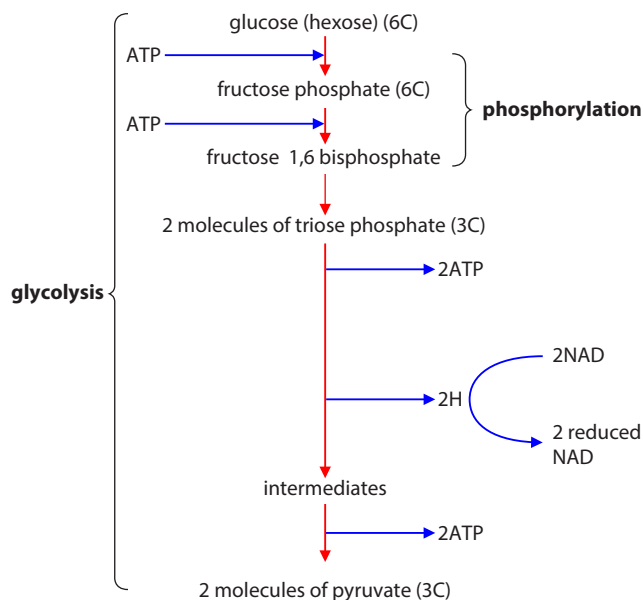 glucose (hexose) (6C)
ATP
fructose phosphate (6C)
phosphorylation
ATP
fructose 1,6 bisphosphate
2 molecules of triose phosphate (3C)
2ATP
glycolysis
2NAD
2H
2 reduced
NAD
intermediates
2ATP
2 molecules of pyruvate (3C)